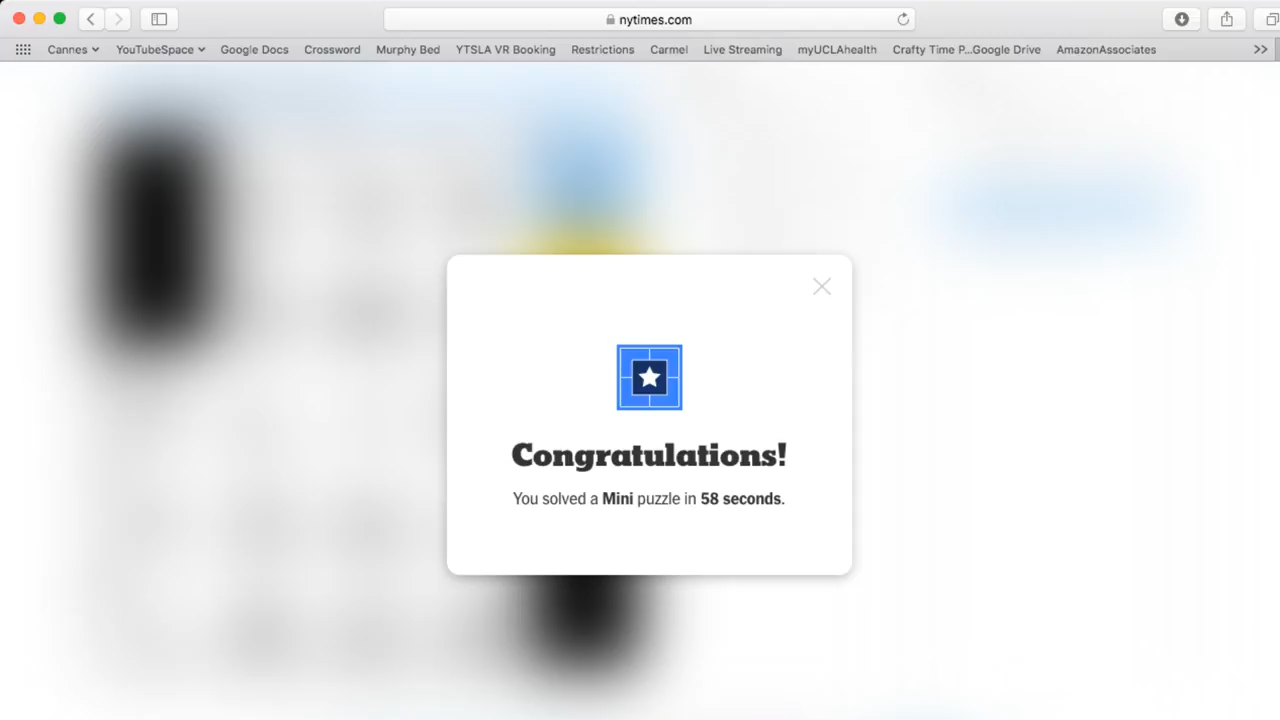 nytimes.com
Cannes YouTubeSpace Google Docs Crossword Murphy Bed YTSLA VR Booking Restrictions Carmel Live Streaming myUCLAhealth Crafty Time P...Google Drive AmazonAssociates >>
Congratulations!
You solved a Mini puzzle in 58 seconds.